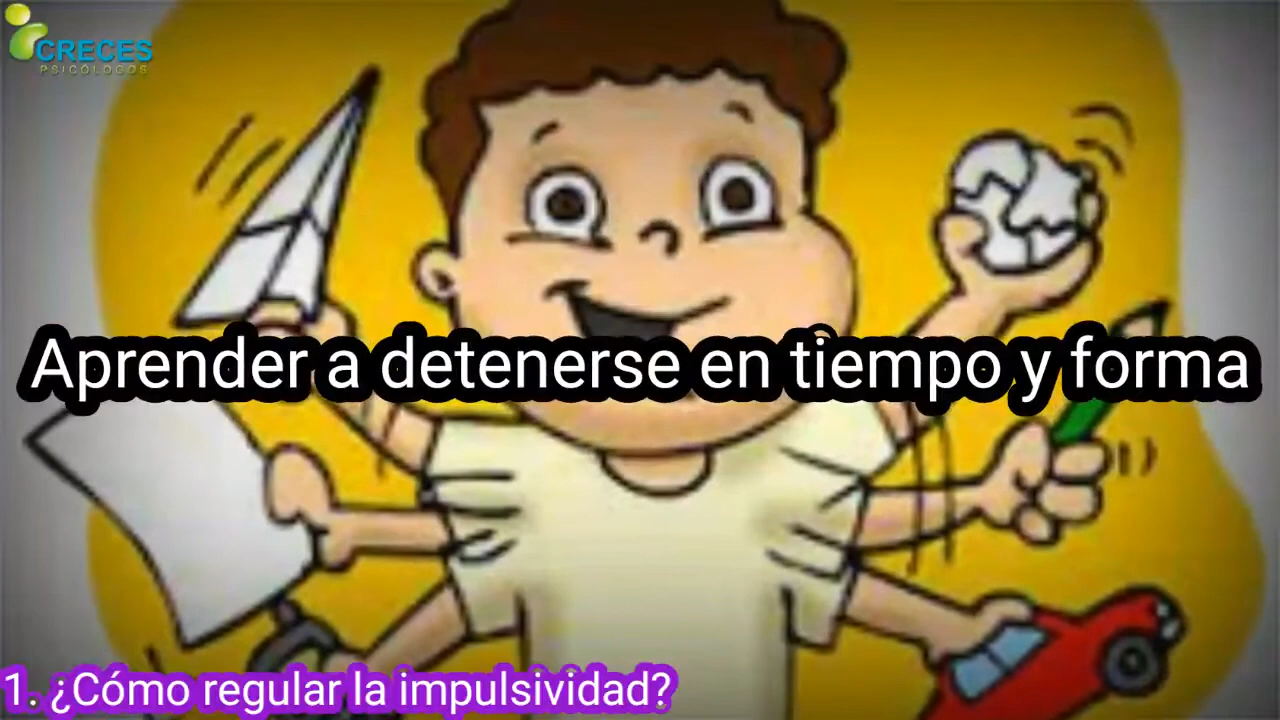 CRECES
PSICÓLOGOS
Aprender a detenerse en tiempo y forma
1. ¿Cómo regular la impulsividad?